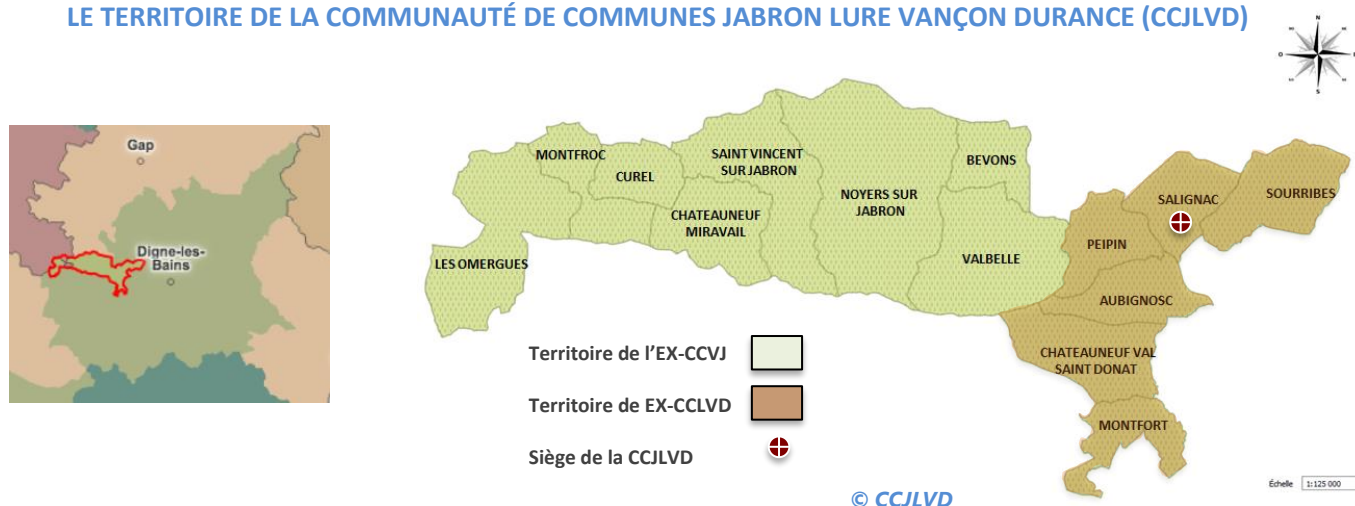 LE TERRITOIRE DE LA COMMUNAUTÉ DE COMMUNES JABRON LURE VANÇON DURANCE (CCJLVD)
N
O
S
Gap
Digne-les-
Bains
MONTFROC
CUREL
SAINT VINCENT
SUR JABRON
CHATEAUNEUF
MIRAVAIL
NOYERS SUR
JABRON
BEVONS
VALBELLE
LES OMERGUES
SALIGNAC
SOURRIBES
PEIPIN
AUBIGNOSC
CHATEAUNEUF VAL
SAINT DONAT
MONTFORT
Territoire de l'EX-CCVJ
Territoire de EX-CCLVD
Siège de la CCJLVD
© CCJLVD
Échelle 1:125 000